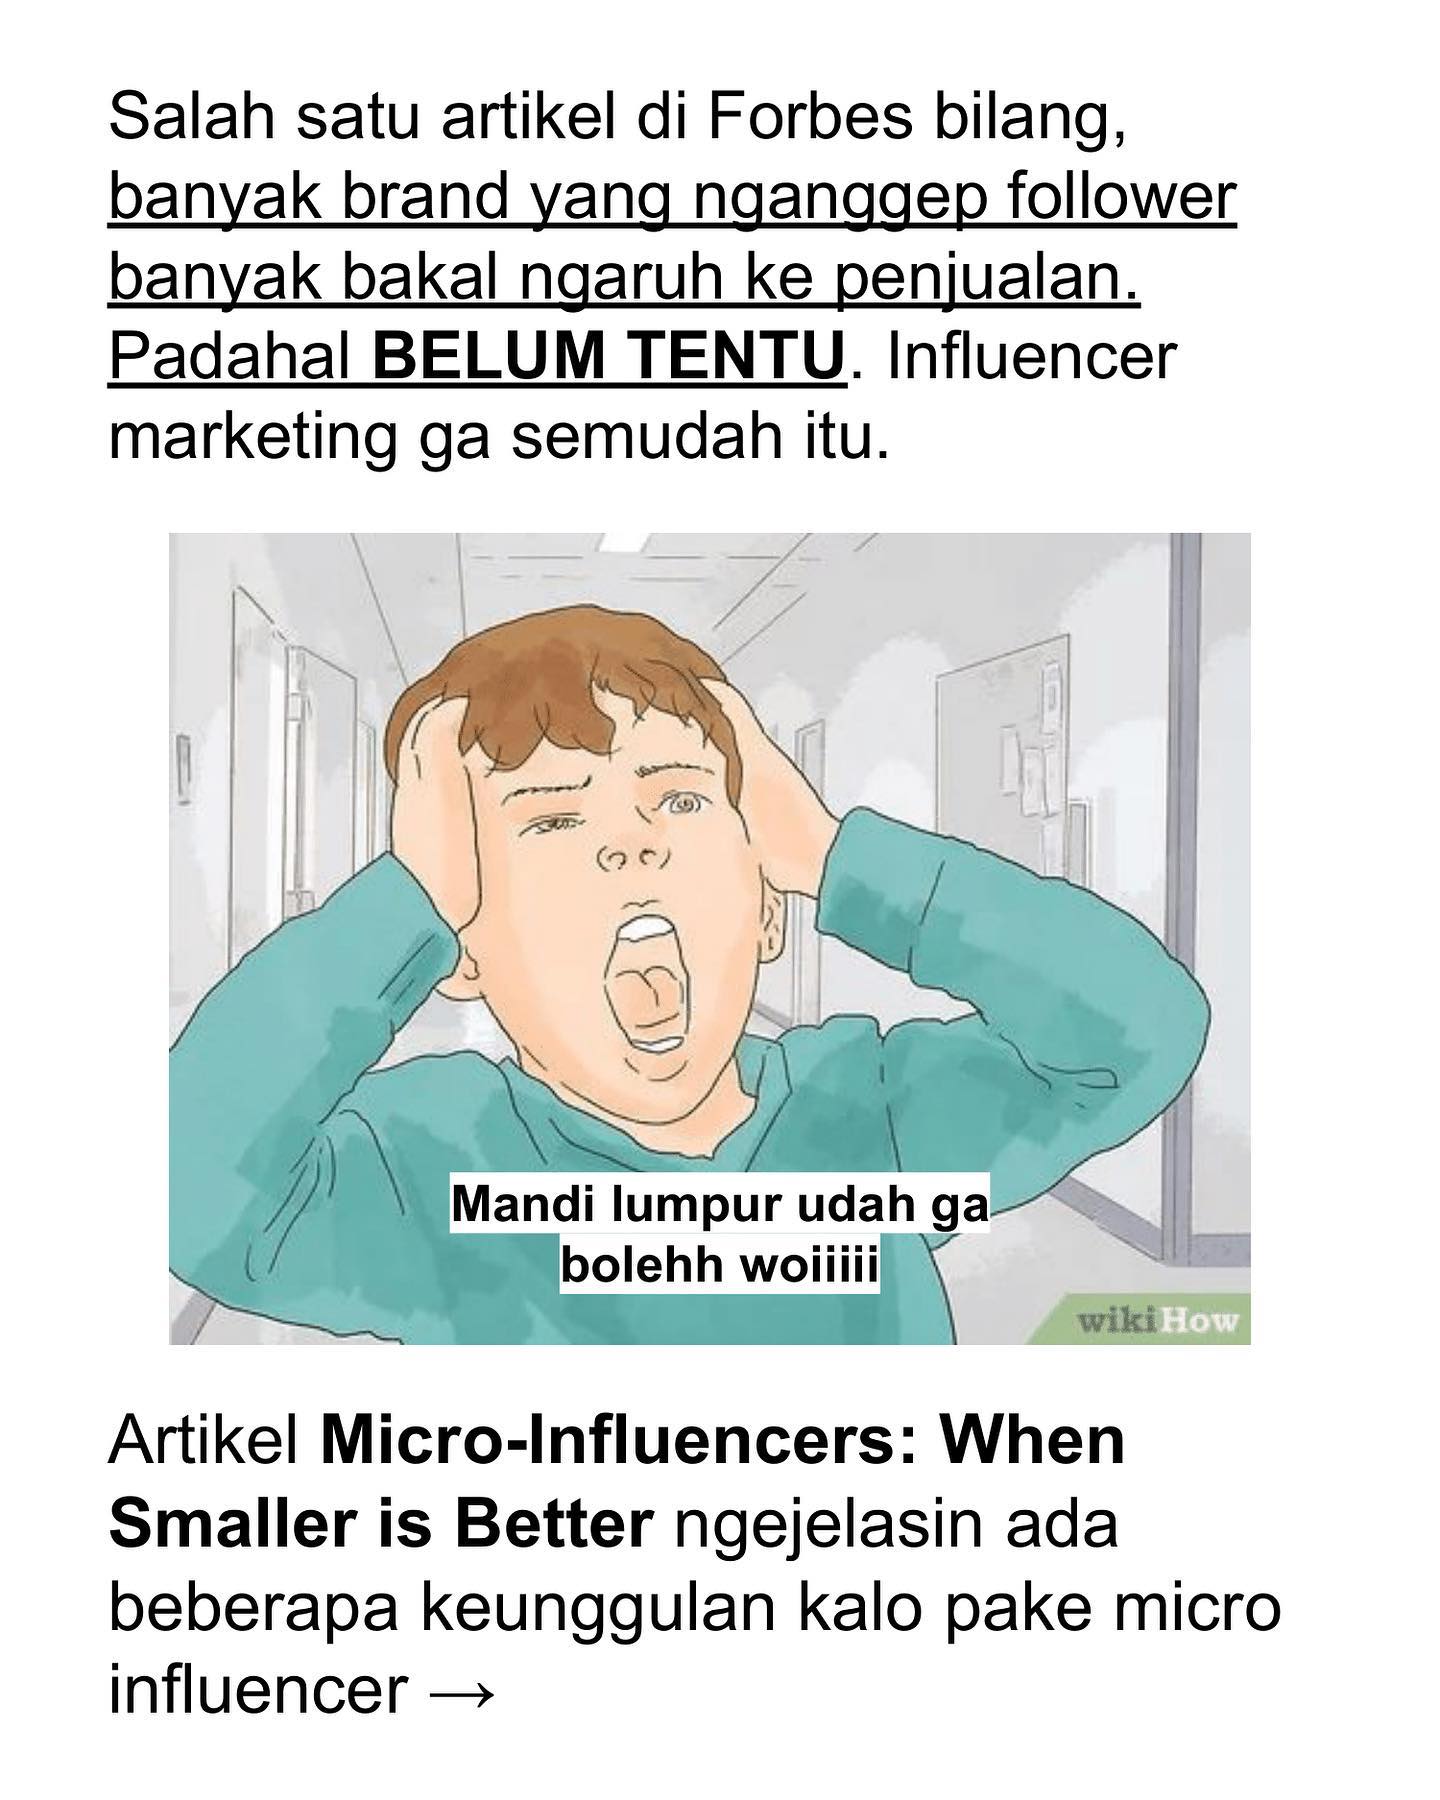 Salah satu artikel di Forbes bilang,
banyak brand yang nganggep follower
banyak bakal ngaruh ke penjualan.
Padahal BELUM TENTU. Influencer
marketing ga semudah itu.
Mandi lumpur udah ga
bolehh woiiiii
wikiHow
Artikel Micro-Influencers: When
Smaller is Better ngejelasin ada
beberapa keunggulan kalo pake micro
influencer →